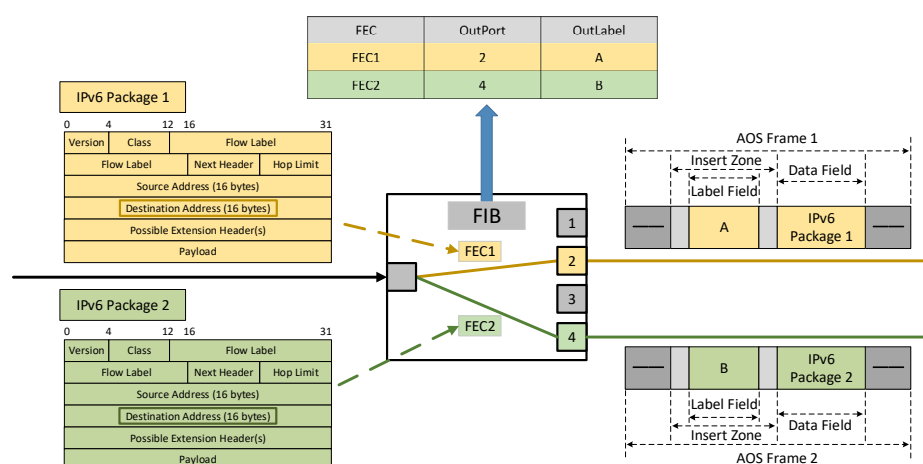 FEC OutPort OutLabel
FEC1 2 A
FEC2 4 B
IPv6 Package 1
0 4 12 16 31
Version Class Flow Label
Flow Label Next Header Hop Limit
Source Address (16 bytes)
Destination Address (16 bytes)
Possible Extension Header(s)
Payload
IPv6 Package 2
0 4 12 16 31
Version Class Flow Label
Flow Label Next Header Hop Limit
Source Address (16 bytes)
Destination Address (16 bytes)
Possible Extension Header(s)
Payload
FIB
FEC1
FEC2
1
2
3
4
AOS Frame 1
Insert Zone
Label Field
Data Field
A
IPv6
Package 1
B
IPv6
Package 2
Label Field
Data Field
Insert Zone
AOS Frame 2